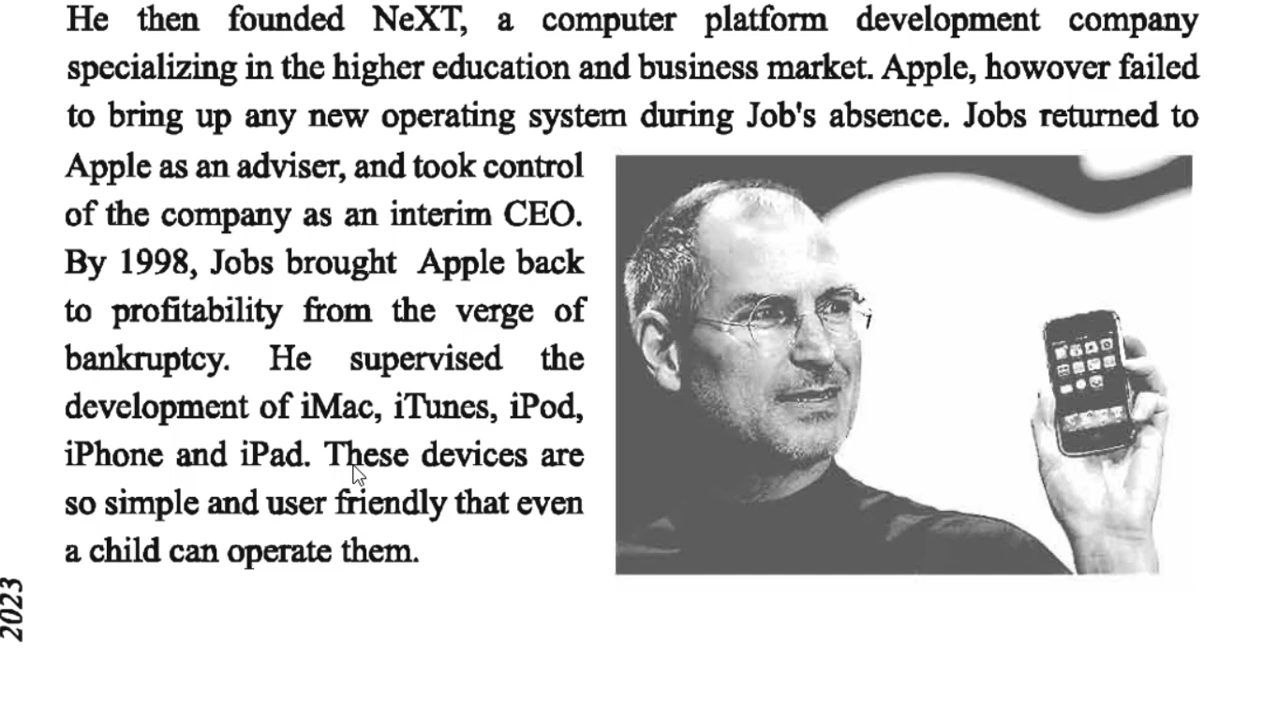 He then founded NeXT, a computer platform development company
specializing in the higher education and business market. Apple, howover failed
to bring up any new operating system during Job's absence. Jobs returned to
Apple as an adviser, and took control
of the company as an interim CEO.
By 1998, Jobs brought Apple back
to profitability from the verge of
bankruptcy. He supervised the
development of iMac, iTunes, iPod,
iPhone and iPad. These devices are
so simple and user friendly that even
a child can operate them.
2023